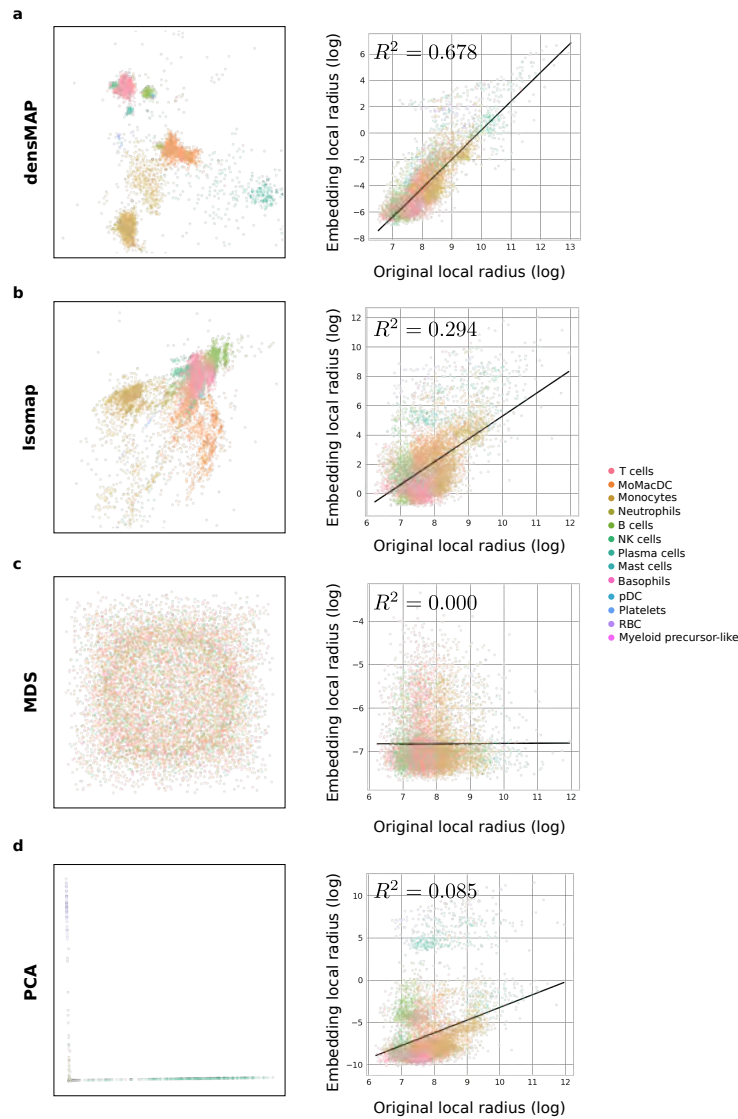 a
densMAP
R² = 0.678
Embedding local radius (log)
6
4
2
0
−2
−4
−6
−8
7
8
9
10
11
12
13
Original local radius (log)
b
Isomap
R² = 0.294
Embedding local radius (log)
12
10
8
6
4
2
0
6
7
8
9
10
11
12
Original local radius (log)
T cells
MoMacDC
Monocytes
Neutrophils
B cells
NK cells
Plasma cells
Mast cells
Basophils
pDC
Platelets
RBC
Myeloid precursor-like
c
MDS
R² = 0.000
Embedding local radius (log)
−4
−5
−6
−7
6
7
8
9
10
11
12
Original local radius (log)
d
PCA
R² = 0.085
Embedding local radius (log)
10
5
0
−5
−10
6
7
8
9
10
11
12
Original local radius (log)